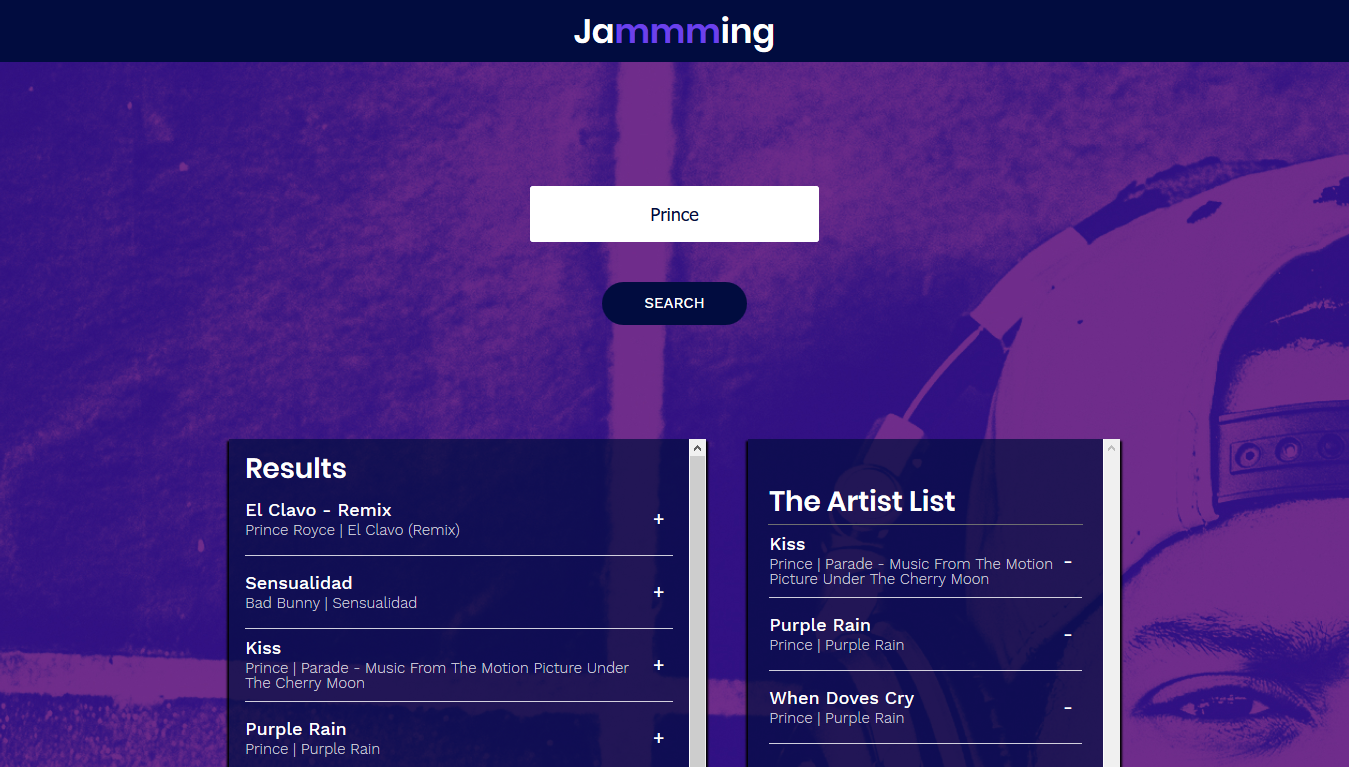 Jammming
Prince
SEARCH
Results
El Clavo - Remix
Prince Royce | El Clavo (Remix)
+
Sensualidad
Bad Bunny | Sensualidad
+
Kiss
Prince | Parade - Music From The Motion Picture Under
The Cherry Moon
+
Purple Rain
Prince | Purple Rain
+
The Artist List
Kiss
Prince | Parade - Music From The Motion
Picture Under The Cherry Moon
-
Purple Rain
Prince | Purple Rain
-
When Doves Cry
Prince | Purple Rain
-